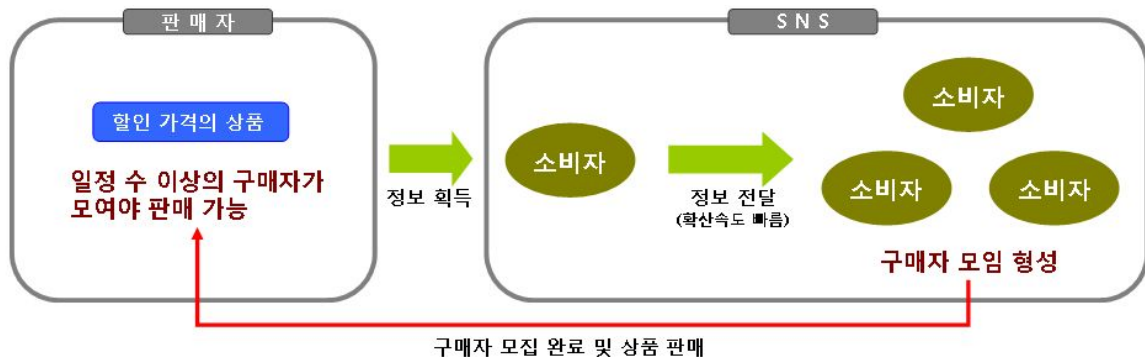 판 매 자
할인 가격의 상품
일정 수 이상의 구매자가
모여야 판매 가능
정보 획득
S N S
소비자
정보 전달
(확산속도 빠름)
소비자
소비자
소비자
구매자 모임 형성
구매자 모집 완료 및 상품 판매